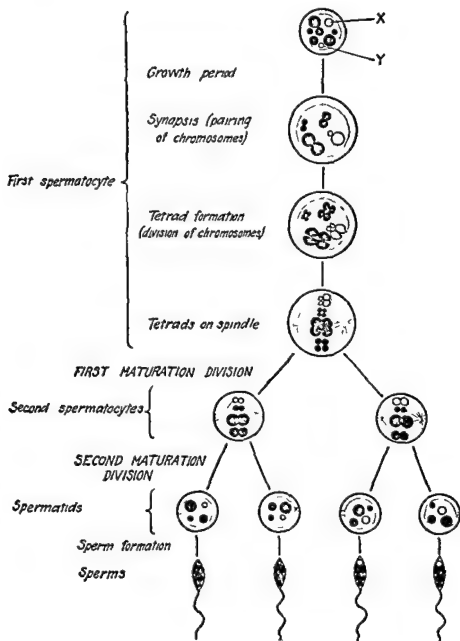 X
Y
Growth period
Synapsis (pairing
of chromosomes)
First spermatocyte
Tetrad formation
(division of chromosomes)
Tetrads on spindle
FIRST MATURATION DIVISION
Second spermatocytes
SECOND MATURATION
DIVISION
Spermatids
Sperm formation
Sperms